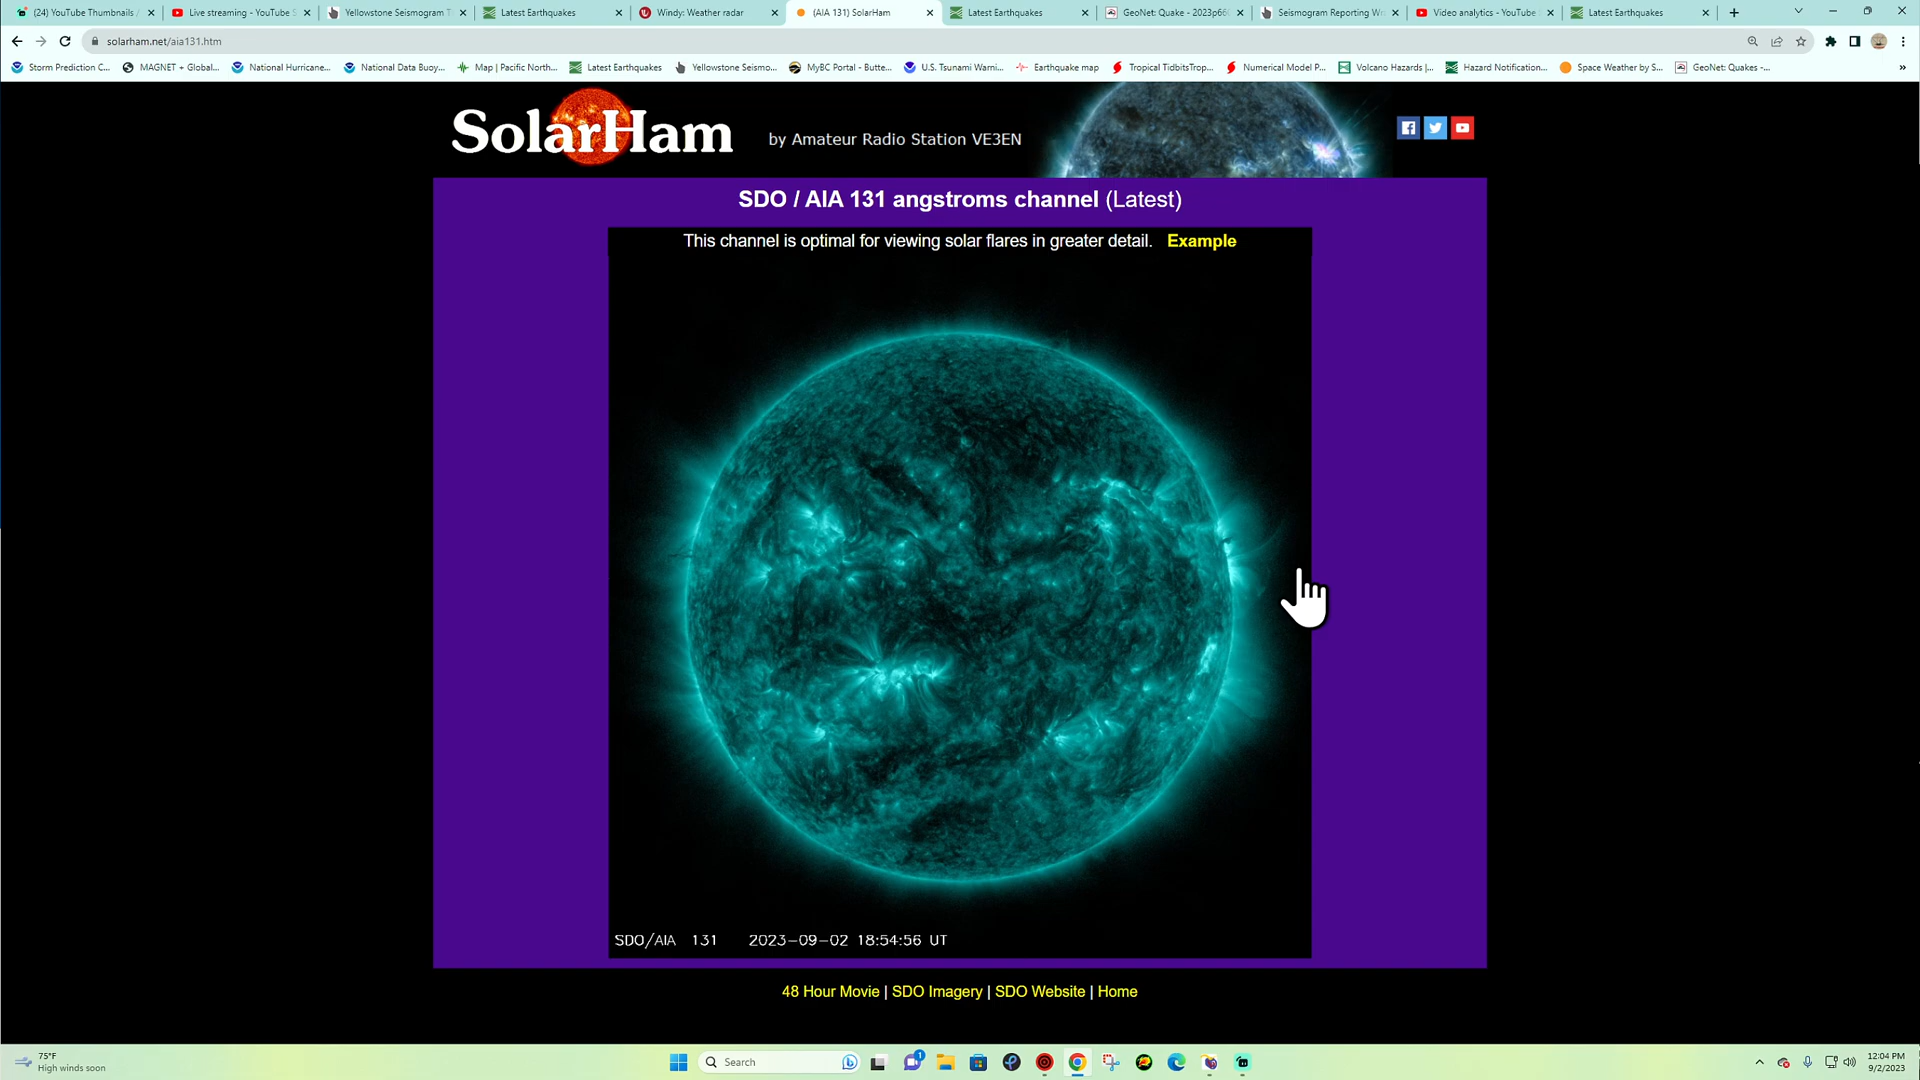 (24) YouTube Thumbnails
Live streaming - YouTube S
Yellowstone Seismogram T
Latest Earthquakes
Windy: Weather radar
(AIA 131) SolarHam
Latest Earthquakes
GeoNet: Quake - 2023p66
Seismogram Reporting Wr
Video analytics - YouTube
Latest Earthquakes
solarham.net/aia131.htm
Storm Prediction C...
MAGNET + Global...
National Hurricane...
National Data Buoy...
Map | Pacific North...
Latest Earthquakes
Yellowstone Seismo...
MyBC Portal - Butte...
U.S. Tsunami Warni...
Earthquake map
Tropical TidbitsTrop...
Numerical Model P...
Volcano Hazards |...
Hazard Notification...
Space Weather by S...
GeoNet: Quakes -...
SolarHam
by Amateur Radio Station VE3EN
SDO / AIA 131 angstroms channel (Latest)
This channel is optimal for viewing solar flares in greater detail. Example
SDO/AIA 131 2023-09-02 18:54:56 UT
48 Hour Movie | SDO Imagery | SDO Website | Home
75°F
High winds soon
Search
1
12:04 PM
9/2/2023